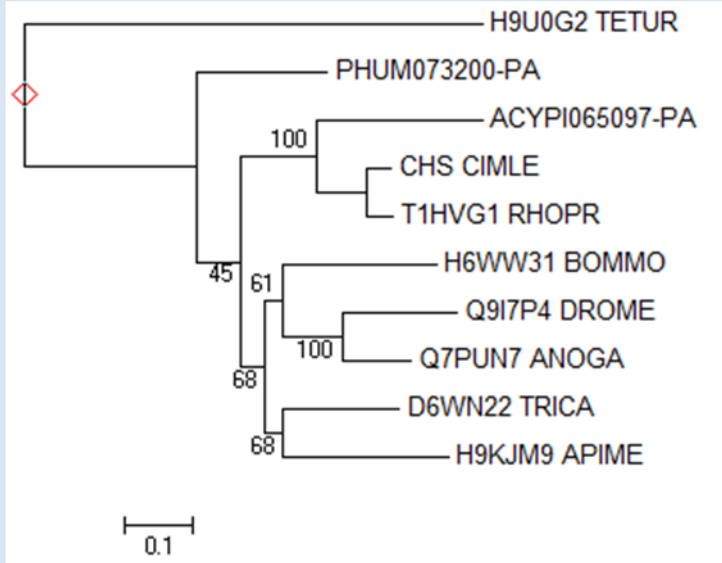 H9U0G2 TETUR
PHUM073200-PA
ACYPI065097-PA
100
CHS CIMLE
T1HVG1 RHOPR
H6WW31 BOMMO
45
61
Q9I7P4 DROME
100
Q7PUN7 ANOGA
68
D6WN22 TRICA
68
H9KJM9 APIME
0.1